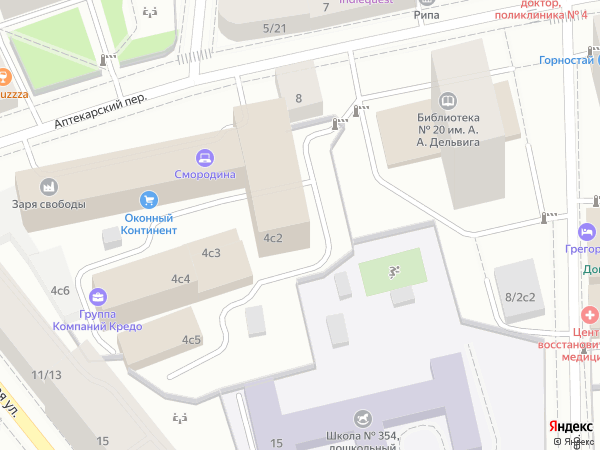 7
5/21
Рипа
доктор,
поликлиника № 4
Горностай
Аптекарский пер.
8
Библиотека
№ 20 им. А.
А. Дельвига
Смородина
Заря свободы
Оконный
Континент
4с2
4с3
4с4
4с6
Группа
Компаний Кредо
4с5
8/2с2
11/13
15
ул.
15
Школа № 354,
дошкольный
Яндекс
© Яндекс